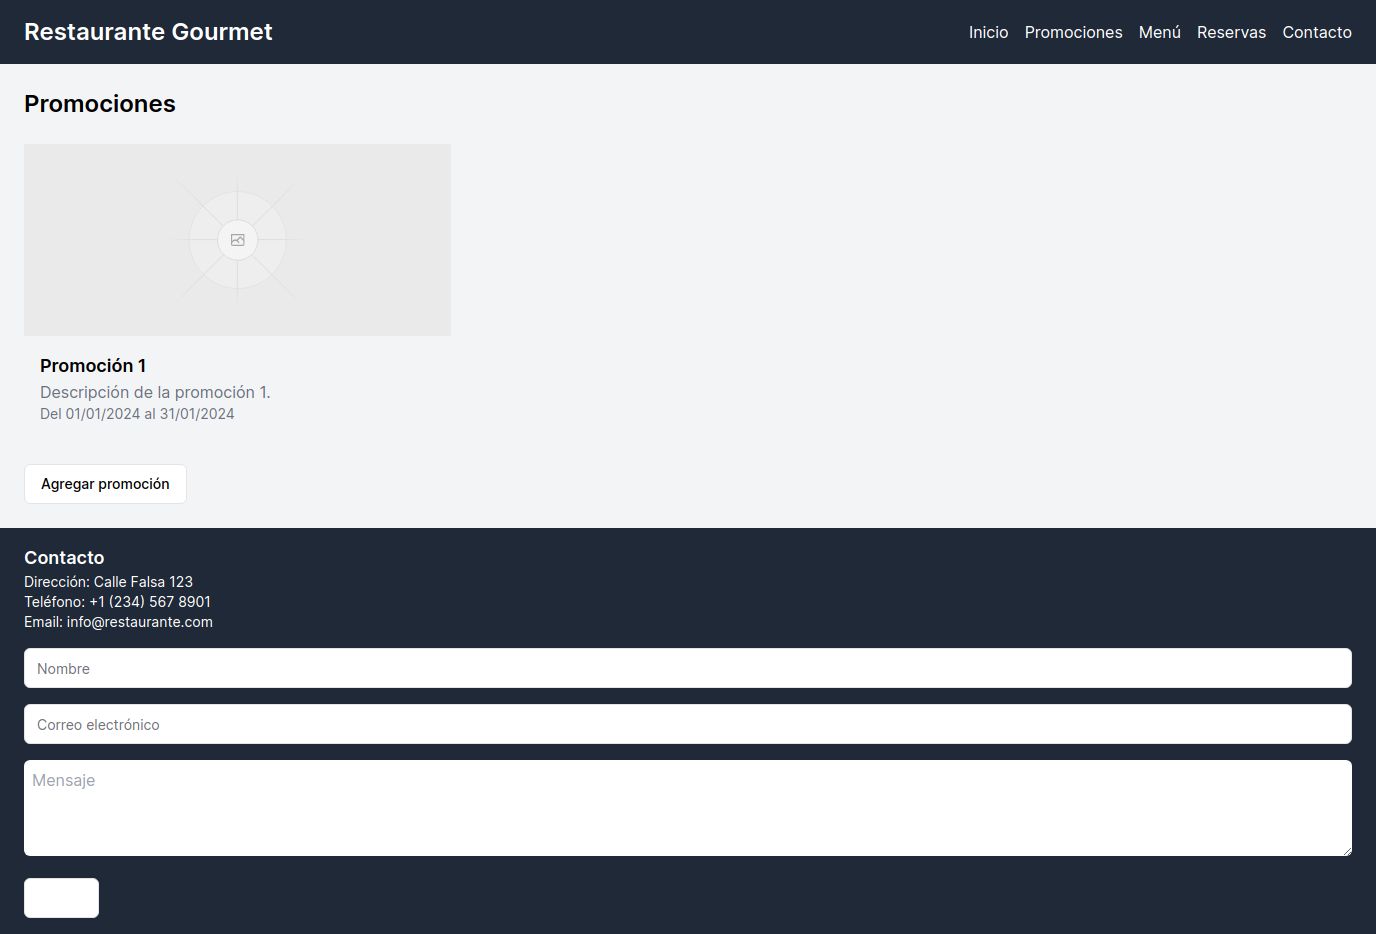 Restaurante Gourmet
Inicio Promociones Menú Reservas Contacto
Promociones
Promoción 1
Descripción de la promoción 1.
Del 01/01/2024 al 31/01/2024
Agregar promoción
Contacto
Dirección: Calle Falsa 123
Teléfono: +1 (234) 567 8901
Email: info@restaurante.com
Nombre
Correo electrónico
Mensaje